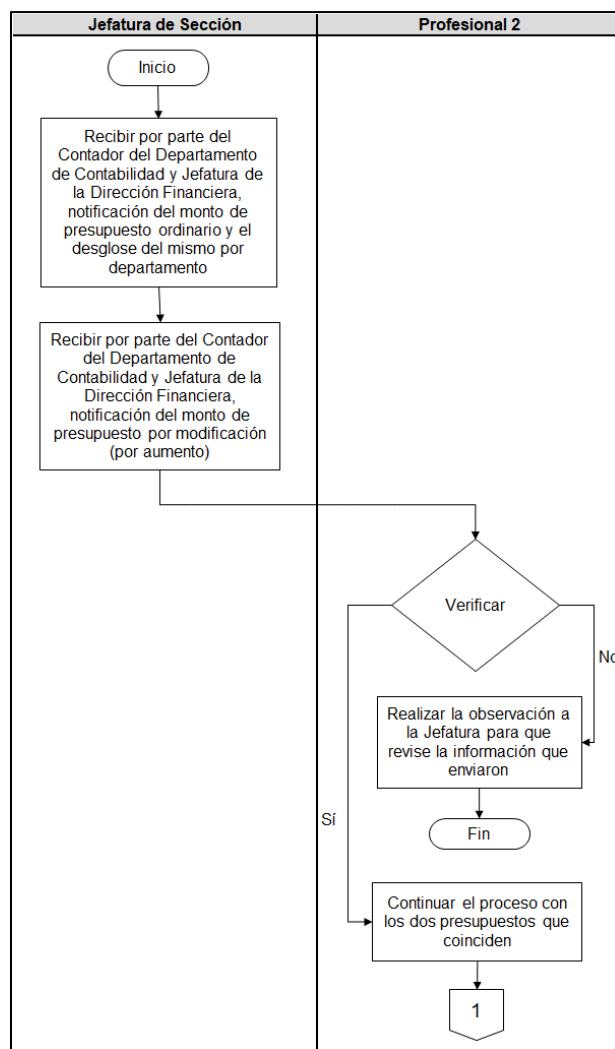 Jefatura de Sección
Profesional 2
Inicio
Recibir por parte del
Contador del Departamento
de Contabilidad y Jefatura de
la Dirección Financiera,
notificación del monto de
presupuesto ordinario y el
desglose del mismo por
departamento
Recibir por parte del Contador
del Departamento de
Contabilidad y Jefatura de la
Dirección Financiera,
notificación del monto de
presupuesto por modificación
(por aumento)
Verificar
No
Realizar la observación a
la Jefatura para que
revise la información que
enviaron
Sí
Fin
Continuar el proceso con
los dos presupuestos que
coinciden
1